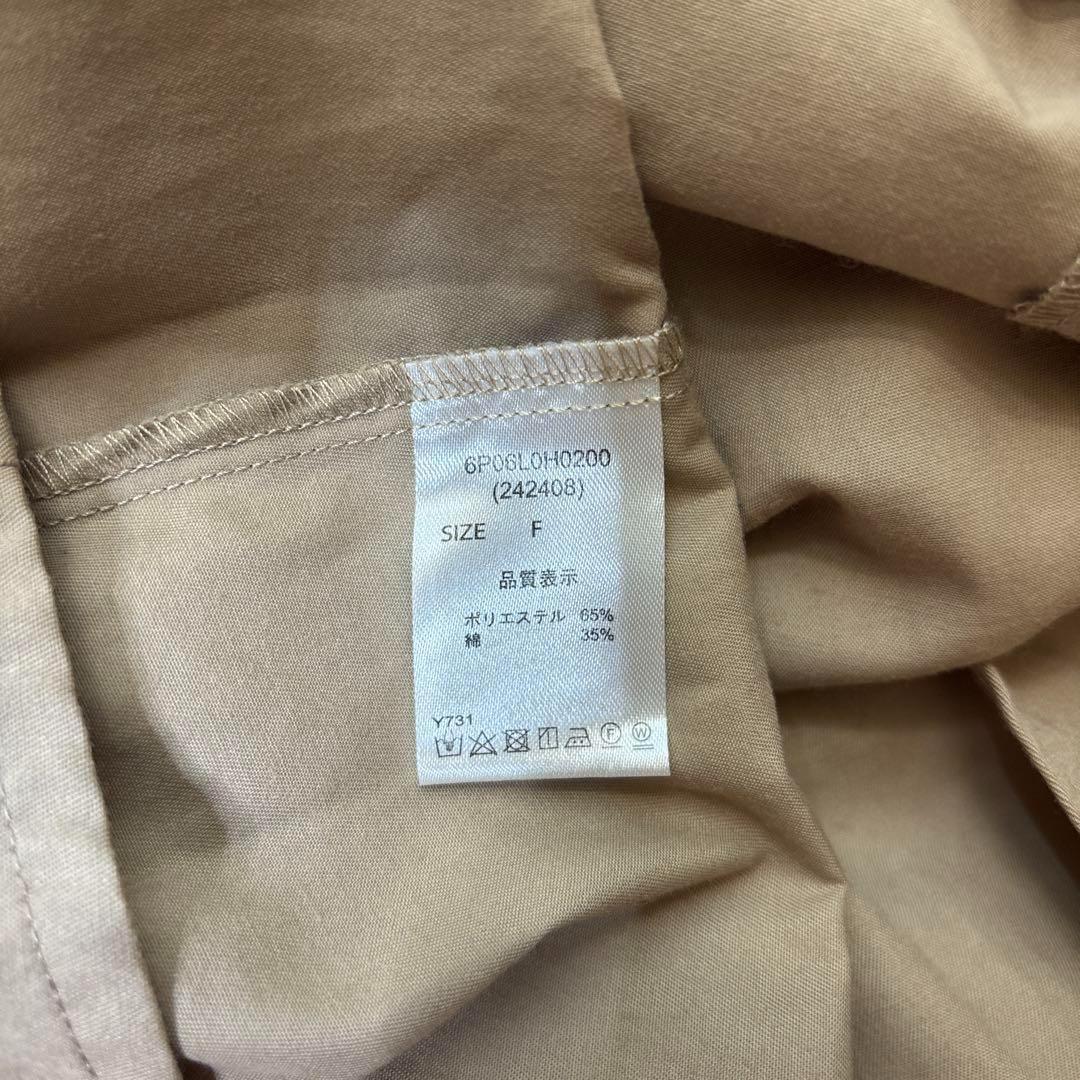 6P06L0H0200
(242408)
SIZE F
品質表示
ポリエステル 65%
綿 35%
Y731
F W